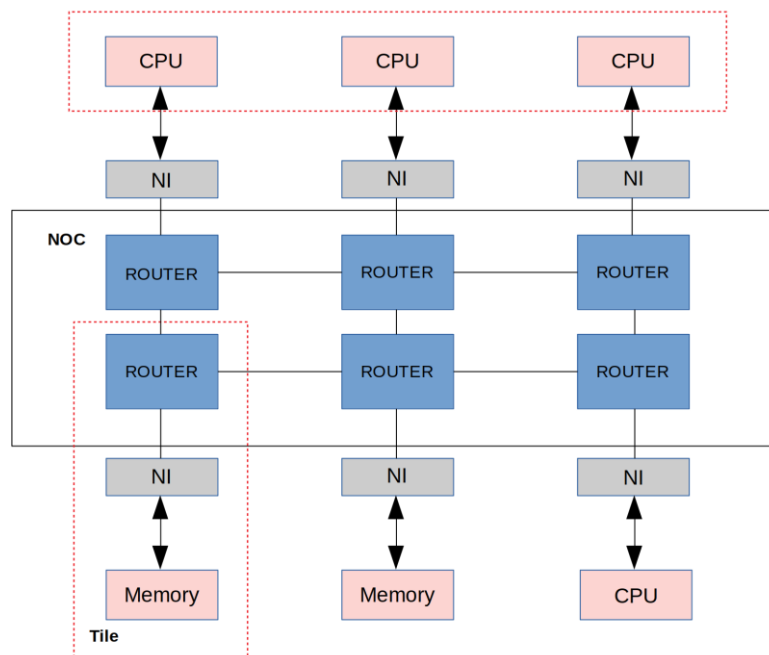 CPU
CPU
CPU
NI
NI
NI
NOC
ROUTER
ROUTER
ROUTER
ROUTER
ROUTER
ROUTER
NI
NI
NI
Memory
Memory
CPU
Tile